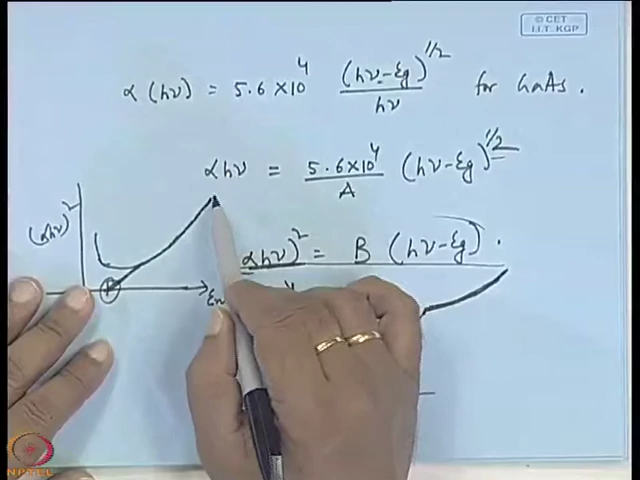 © CET
I.I.T. KGP
α (hν) = 5.6×10⁴ (hν-Eg)^1/2 / hν for GaAs.
αhν = 5.6×10⁴ / A (hν-Eg)^1/2
(αhν)²
αhν)² = B (hν-Eg).
NPTEL